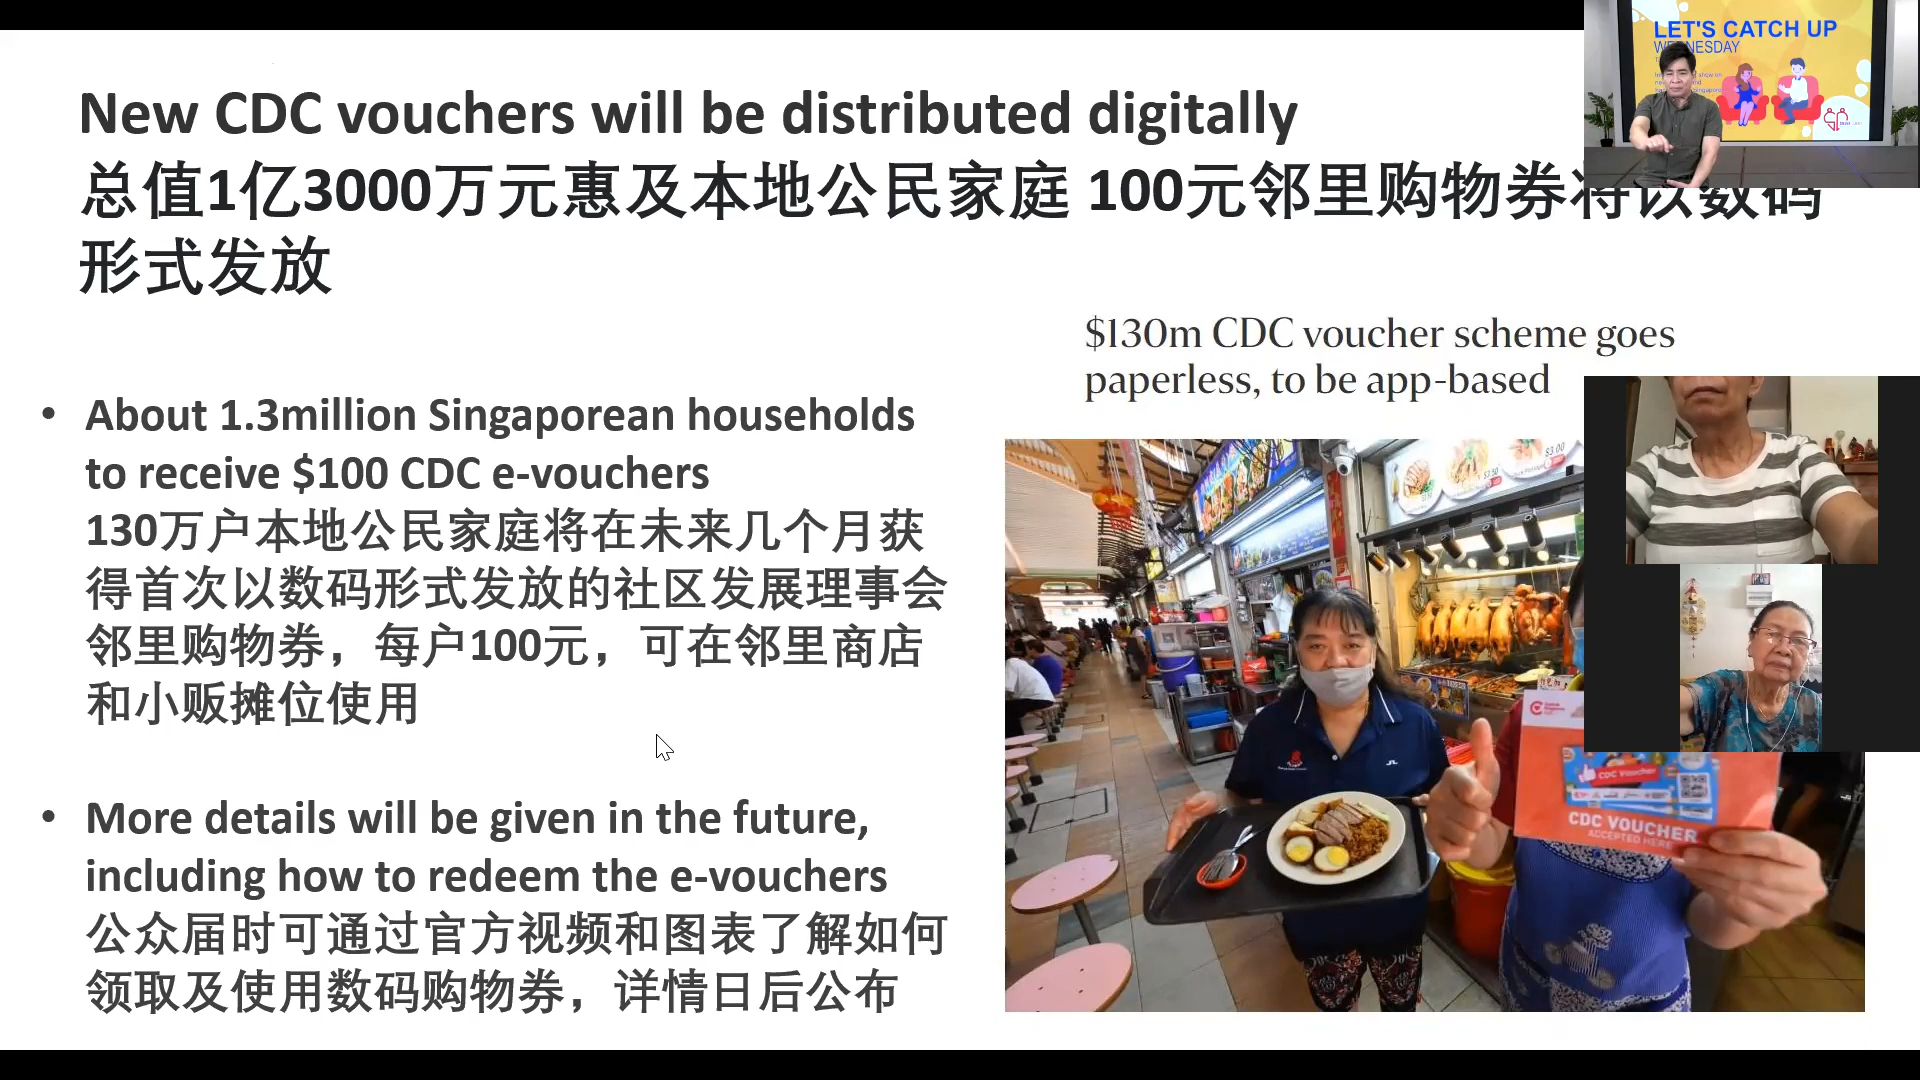 New CDC vouchers will be distributed digitally
总值1亿3000万元惠及本地公民家庭 100元邻里购物券将以数码
形式发放
$130m CDC voucher scheme goes
paperless, to be app-based
• About 1.3million Singaporean households
to receive $100 CDC e-vouchers
130万户本地公民家庭将在未来几个月获
得首次以数码形式发放的社区发展理事会
邻里购物券，每户100元，可在邻里商店
和小贩摊位使用
• More details will be given in the future,
including how to redeem the e-vouchers
公众届时可通过官方视频和图表了解如何
领取及使用数码购物券，详情日后公布
LET'S CATCH UP
CDC Voucher
CDC VOUCHER
ACCEPTED HERE
$3.00